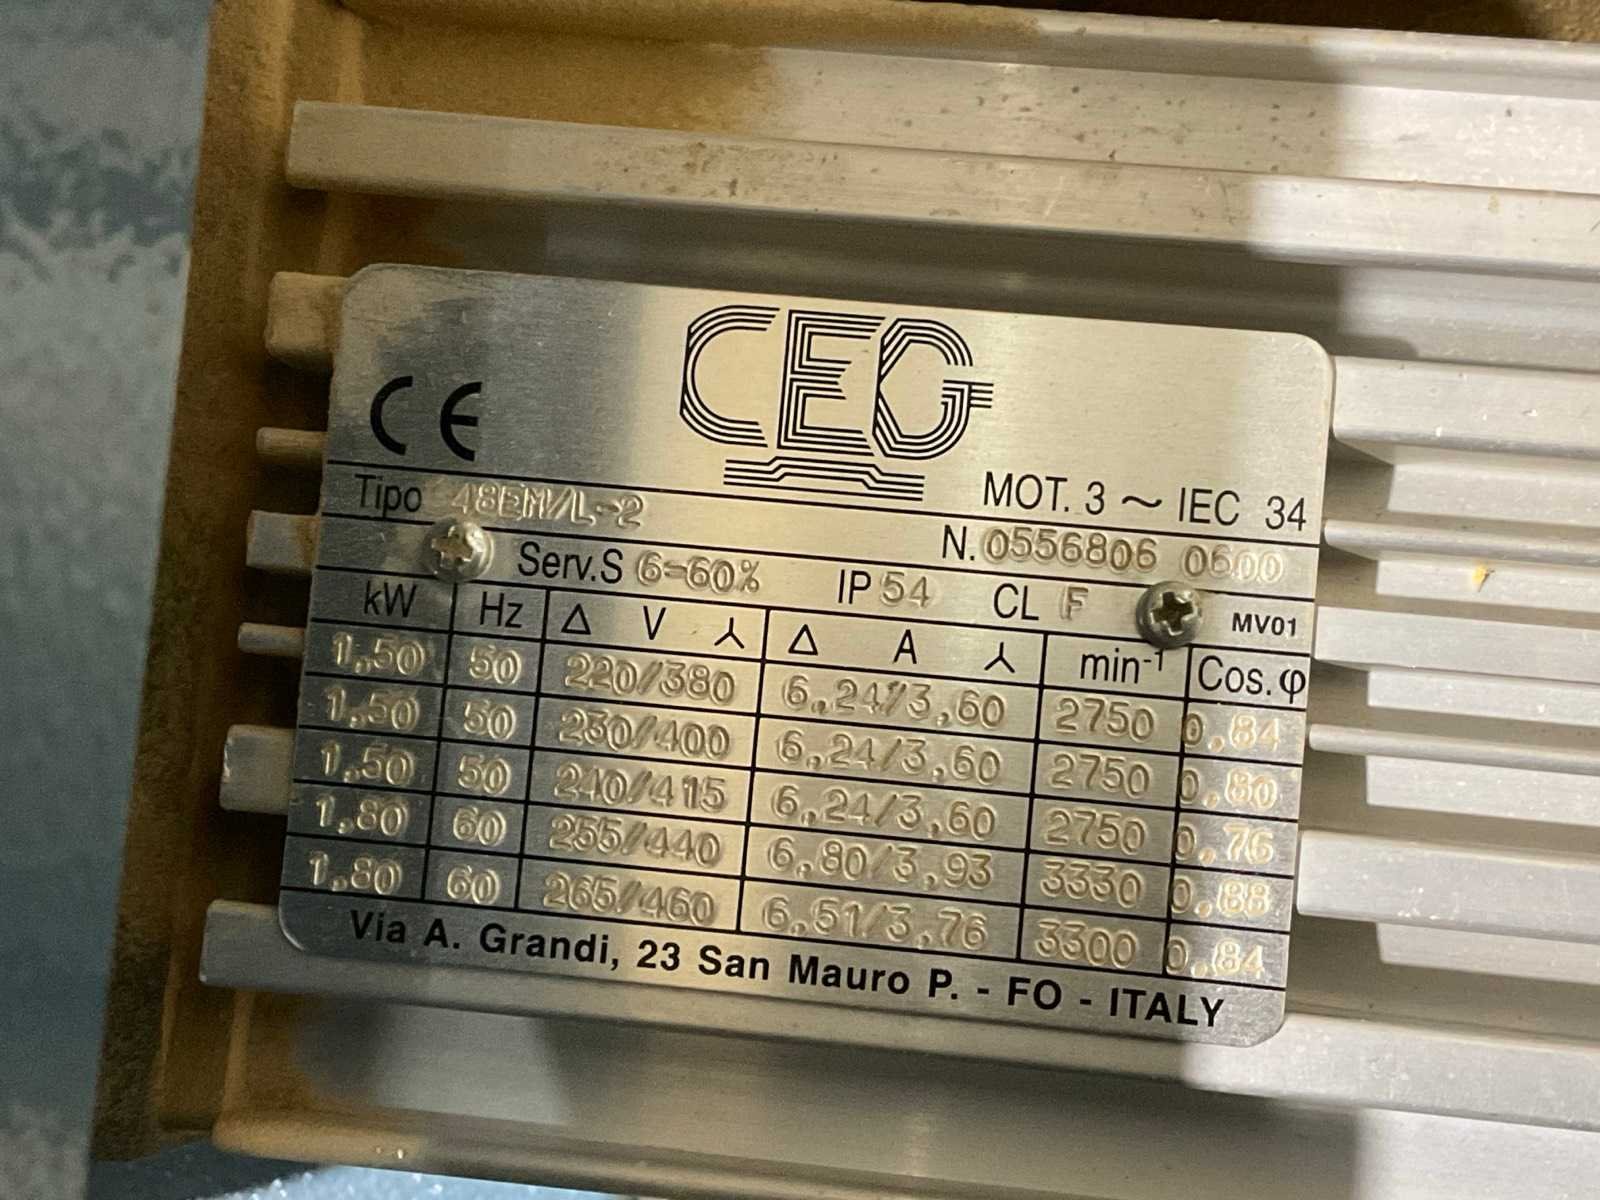 CE
CEG
MOT. 3 ~ IEC 34
Tipo 48EM/L-2
N. 0556806 0600
Serv.S 6=60% IP 54 CL F MV01
kW Hz Δ V ⅄ Δ A ⅄ min-1 Cos. φ
1,50 50 220/380 6,24/3,60 2750 0,84
1,50 50 230/400 6,24/3,60 2750 0,80
1,50 50 240/415 6,24/3,60 2750 0,76
1,80 60 255/440 6,80/3,93 3330 0,88
1,80 60 265/460 6,51/3,76 3300 0,84
Via A. Grandi, 23 San Mauro P. - FO - ITALY